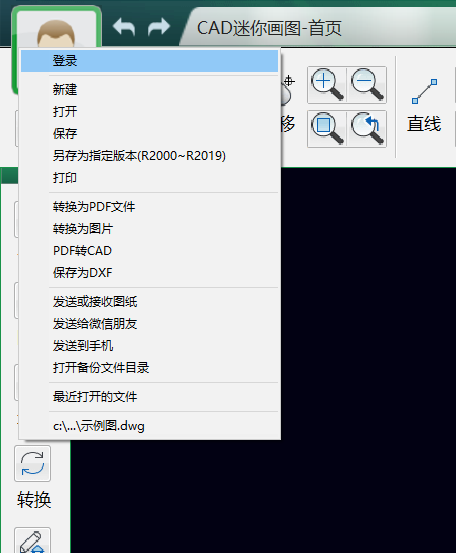 CAD迷你画图-首页
登录
新建
打开
保存
另存为指定版本(R2000~R2019)
打印
转换为PDF文件
转换为图片
PDF转CAD
保存为DXF
发送或接收图纸
发送给微信朋友
发送到手机
打开备份文件目录
最近打开的文件
c:\...\示例图.dwg
移
直线
转换